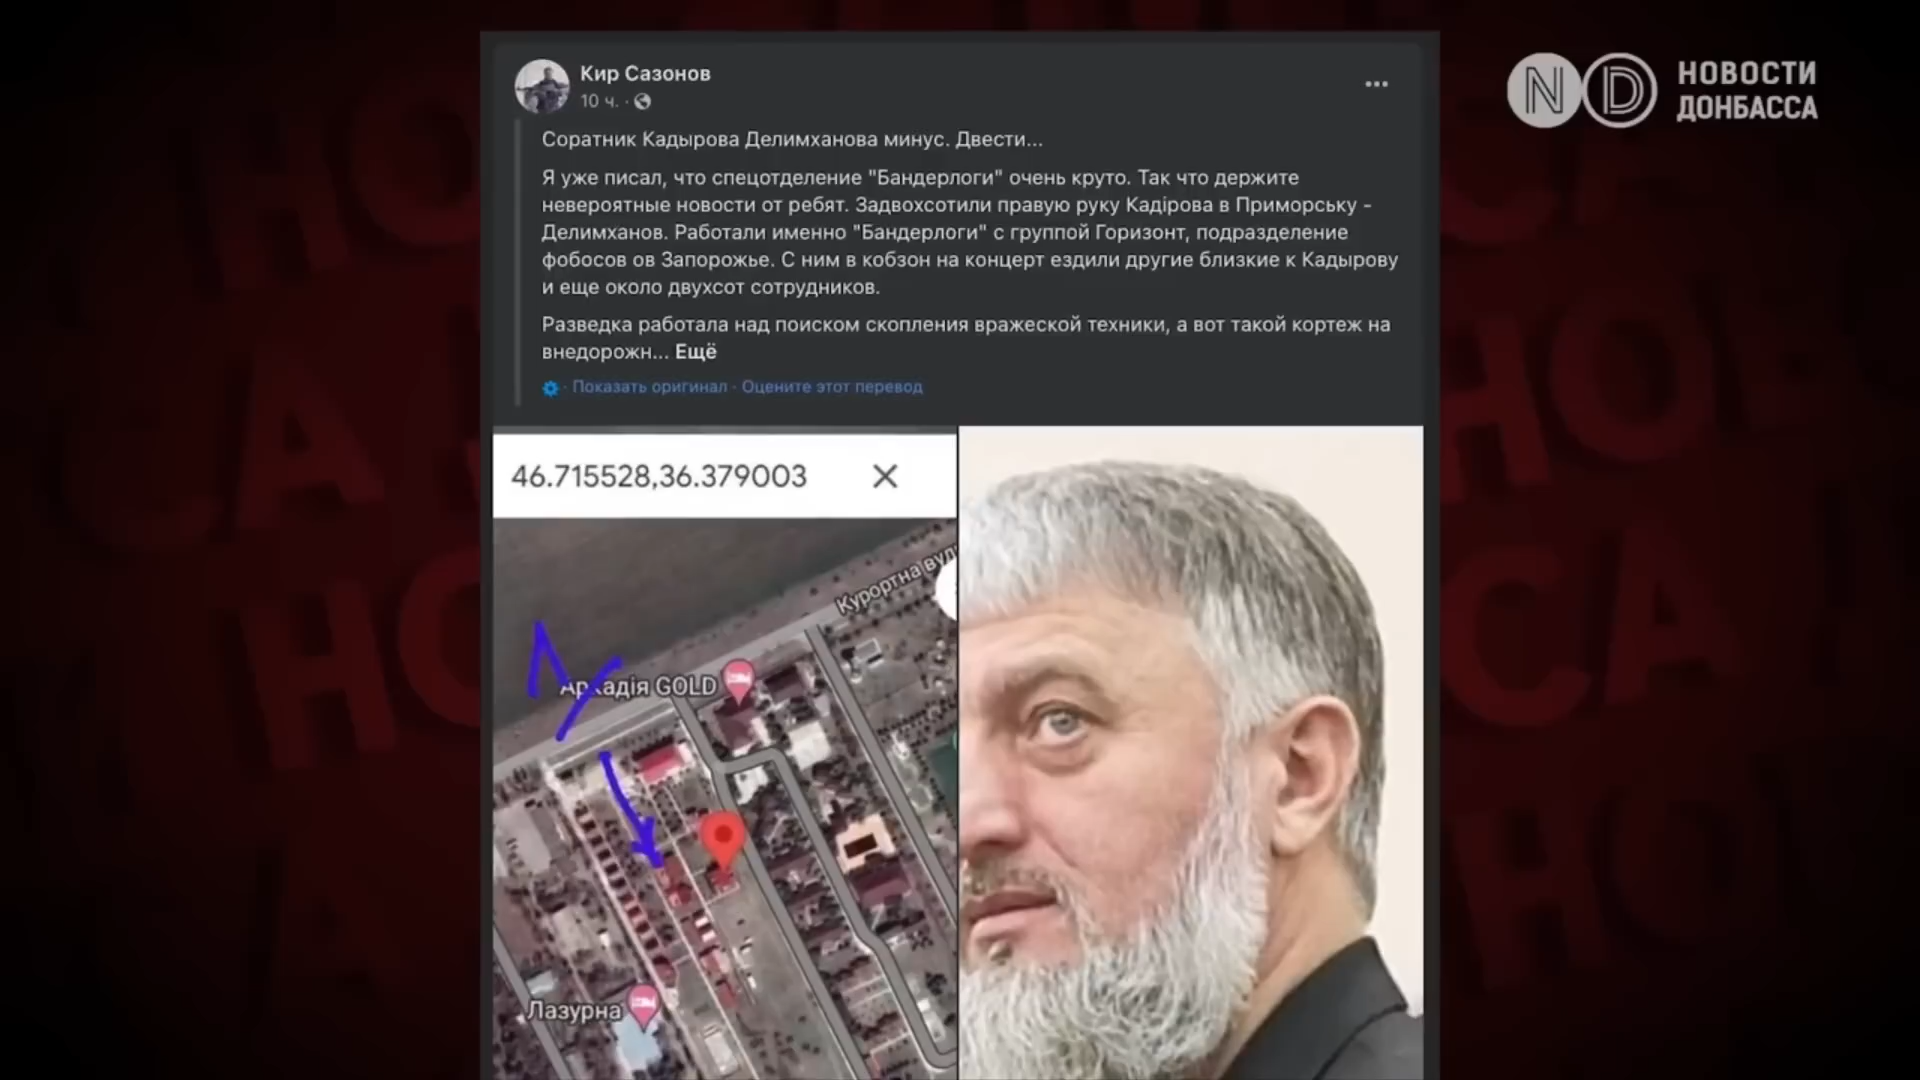 Кир Сазонов
10 ч. ·
Соратник Кадырова Делимханова минус. Двести...
Я уже писал, что спецотделение "Бандерлоги" очень круто. Так что держите
невероятные новости от ребят. Задвохсотили правую руку Кадірова в Приморську -
Делимханов. Работали именно "Бандерлоги" с группой Горизонт, подразделение
фобосов ов Запорожье. С ним в кобзон на концерт ездили другие близкие к Кадырову
и еще около двухсот сотрудников.
Разведка работала над поиском скопления вражеской техники, а вот такой кортеж на
внедорожн... Ещё
· Показать оригинал · Оцените этот перевод
46.715528,36.379003
Курортна вул
Аркадія GOLD
Лазурна
ND
НОВОСТИ
ДОНБАССА